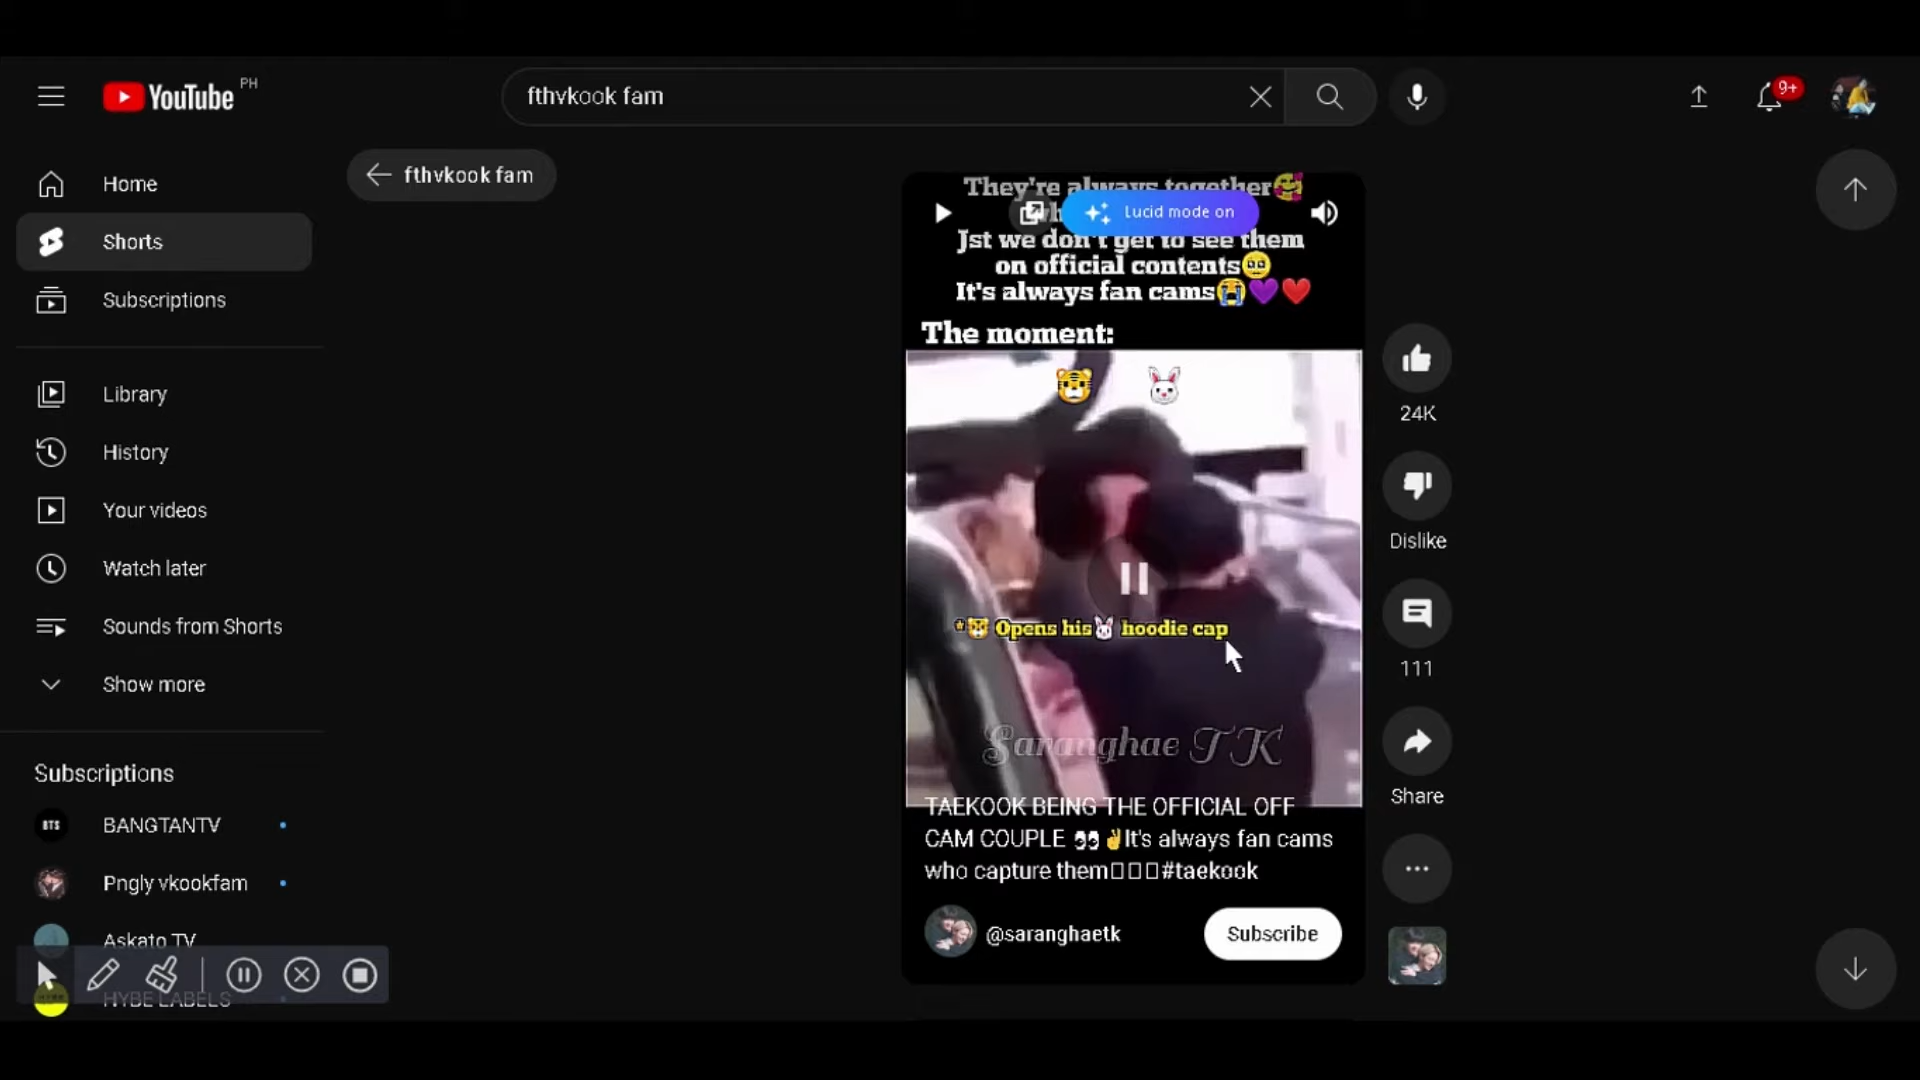 YouTube PH
fthvkook fam
9+
Home
Shorts
Subscriptions
Library
History
Your videos
Watch later
Sounds from Shorts
Show more
Subscriptions
BTS
BANGTANTV
Pngly vkookfam
Askato TV
HYBE LABELS
fthvkook fam
They're always together🥰
Lucid mode on
Jst we don't get to see them
on official contents😐
It's always fan cams😭💜❤️
The moment:
🐯 🐰
*🐯 Opens his🐰 hoodie cap
Saranghae TK
TAEKOOK BEING THE OFFICIAL OFF
CAM COUPLE 👀✌️It's always fan cams
who capture them□□□#taekook
@saranghaetk
Subscribe
24K
Dislike
111
Share